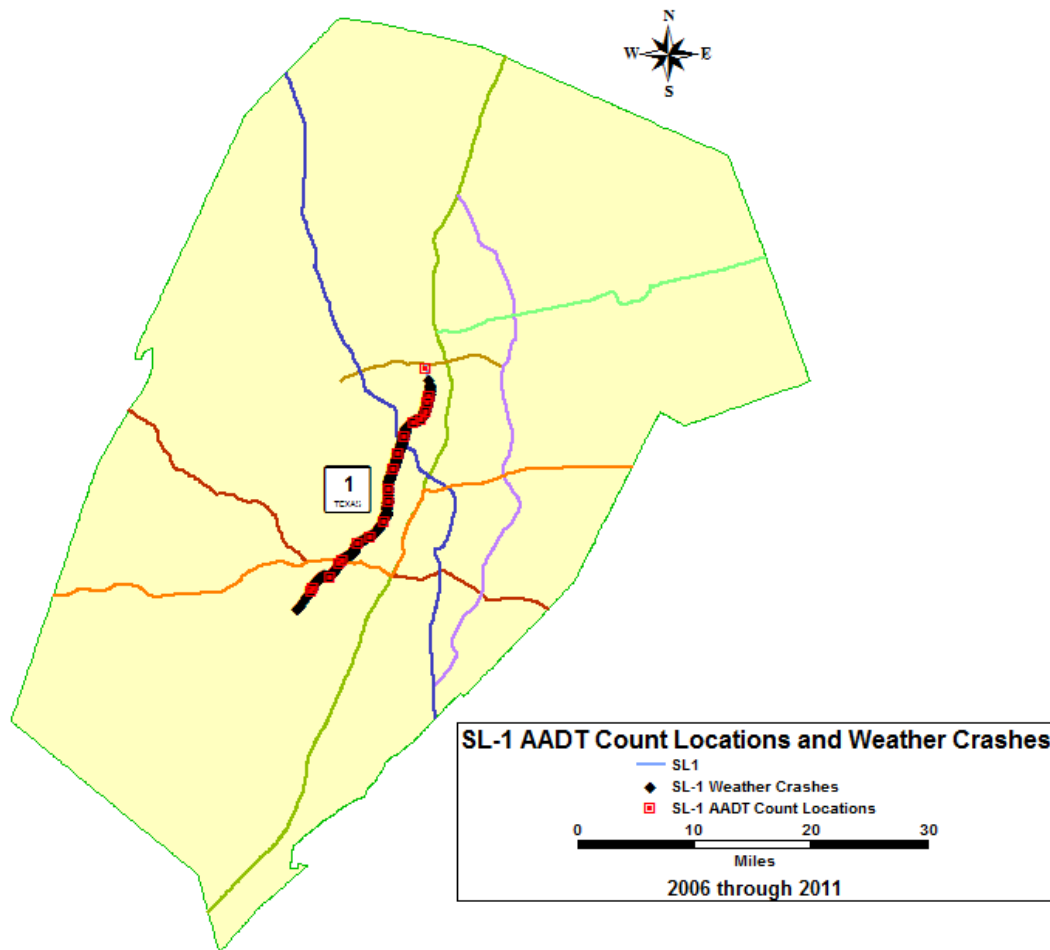 N
W E
S
1
TEXAS
SL-1 AADT Count Locations and Weather Crashes
SL1
SL-1 Weather Crashes
SL-1 AADT Count Locations
0 10 20 30
Miles
2006 through 2011